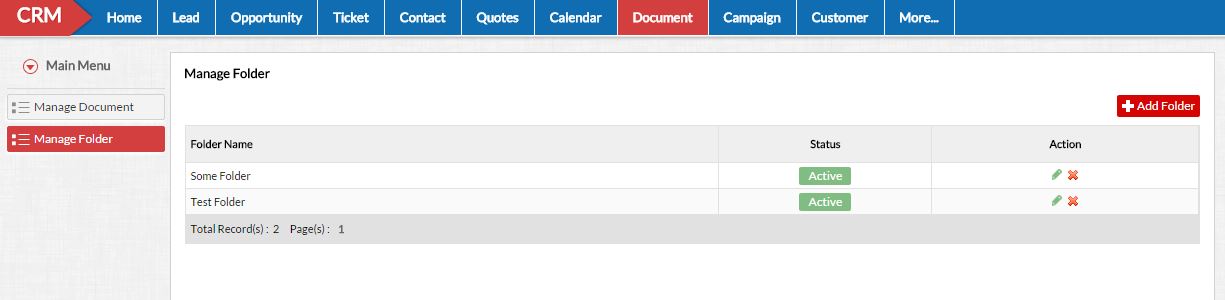 CRM Home Lead Opportunity Ticket Contact Quotes Calendar Document Campaign Customer More...
Main Menu
Manage Document
Manage Folder
Manage Folder
Add Folder
Folder Name Status Action
Some Folder Active
Test Folder Active
Total Record(s) : 2 Page(s) : 1